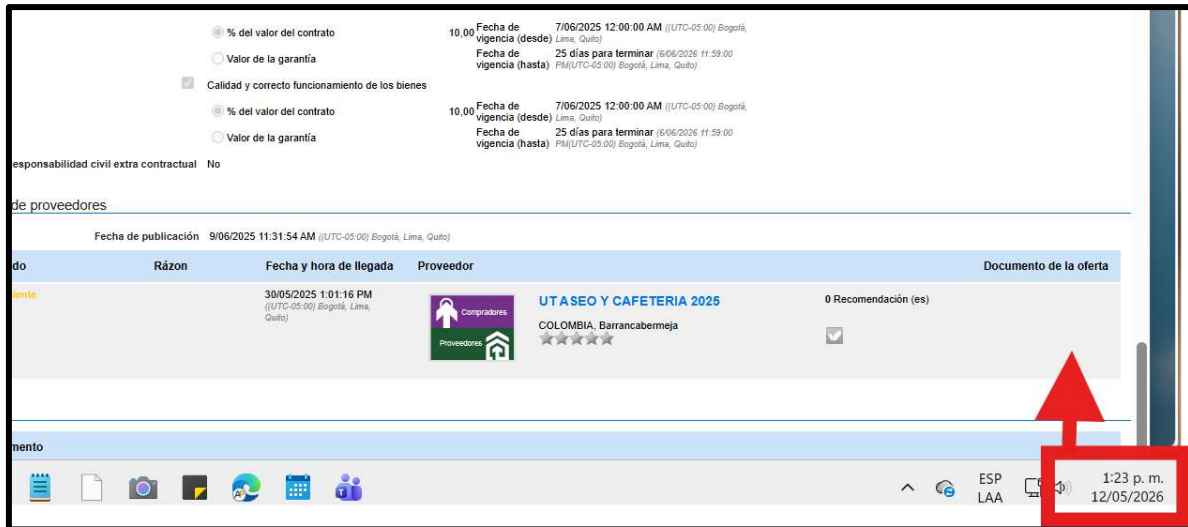 % del valor del contrato 10,00 Fecha de vigencia (desde) 7/06/2025 12:00:00 AM ((UTC-05:00) Bogotá, Lima, Quito)
Valor de la garantía Fecha de vigencia (hasta) 25 días para terminar (6/06/2026 11:59:00 PM(UTC-05:00) Bogotá, Lima, Quito)
Calidad y correcto funcionamiento de los bienes
% del valor del contrato 10,00 Fecha de vigencia (desde) 7/06/2025 12:00:00 AM ((UTC-05:00) Bogotá, Lima, Quito)
Valor de la garantía Fecha de vigencia (hasta) 25 días para terminar (6/06/2026 11:59:00 PM(UTC-05:00) Bogotá, Lima, Quito)
esponsabilidad civil extra contractual No
de proveedores
Fecha de publicación 9/06/2025 11:31:54 AM ((UTC-05:00) Bogotá, Lima, Quito)
do Rázon Fecha y hora de llegada Proveedor Documento de la oferta
iente 30/05/2025 1:01:16 PM ((UTC-05:00) Bogotá, Lima, Quito)
Compradores
Proveedores
UT ASEO Y CAFETERIA 2025
COLOMBIA, Barrancabermeja
0 Recomendación (es)
mento
ESP
LAA
1:23 p. m.
12/05/2026